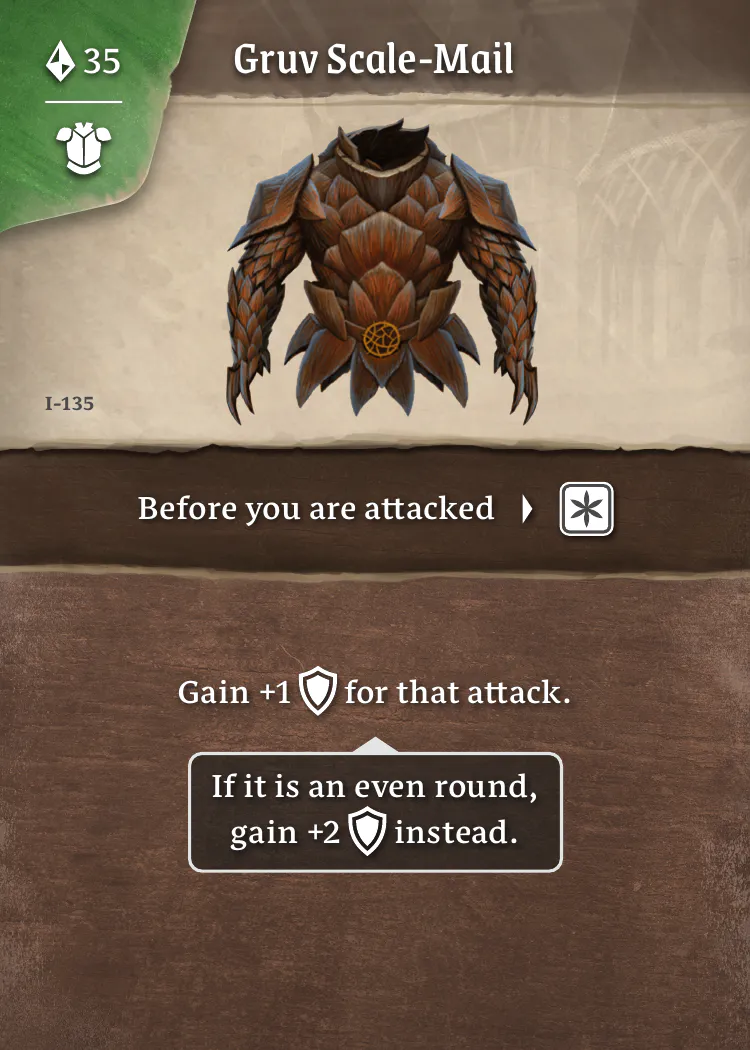 35
Gruv Scale-Mail
I-135
Before you are attacked
Gain +1 for that attack.
If it is an even round,
gain +2 instead.